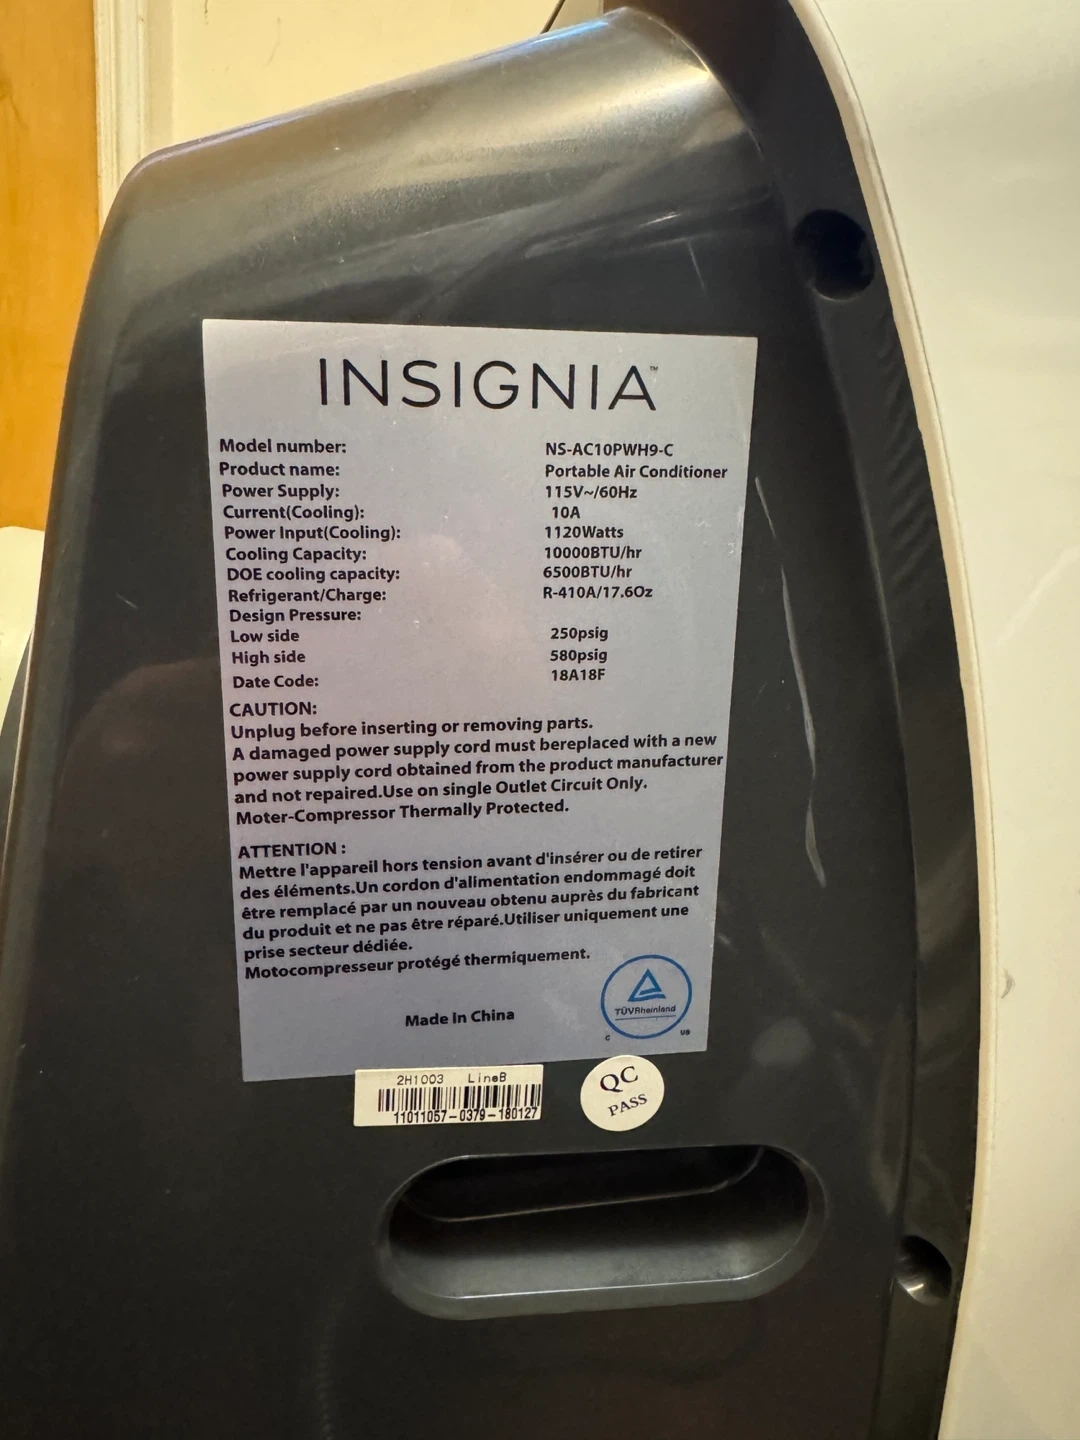 INSIGNIA™
Model number: NS-AC10PWH9-C
Product name: Portable Air Conditioner
Power Supply: 115V~/60Hz
Current(Cooling): 10A
Power Input(Cooling): 1120Watts
Cooling Capacity: 10000BTU/hr
DOE cooling capacity: 6500BTU/hr
Refrigerant/Charge: R-410A/17.6Oz
Design Pressure:
Low side 250psig
High side 580psig
Date Code: 18A18F
CAUTION:
Unplug before inserting or removing parts.
A damaged power supply cord must bereplaced with a new
power supply cord obtained from the product manufacturer
and not repaired.Use on single Outlet Circuit Only.
Moter-Compressor Thermally Protected.
ATTENTION :
Mettre l'appareil hors tension avant d'insérer ou de retirer
des éléments.Un cordon d'alimentation endommagé doit
être remplacé par un nouveau obtenu auprès du fabricant
du produit et ne pas être réparé.Utiliser uniquement une
prise secteur dédiée.
Motocompresseur protégé thermiquement.
Made In China
TÜVRheinland
C US
2H1003 LineB
11011057-0379-180127
QC
PASS